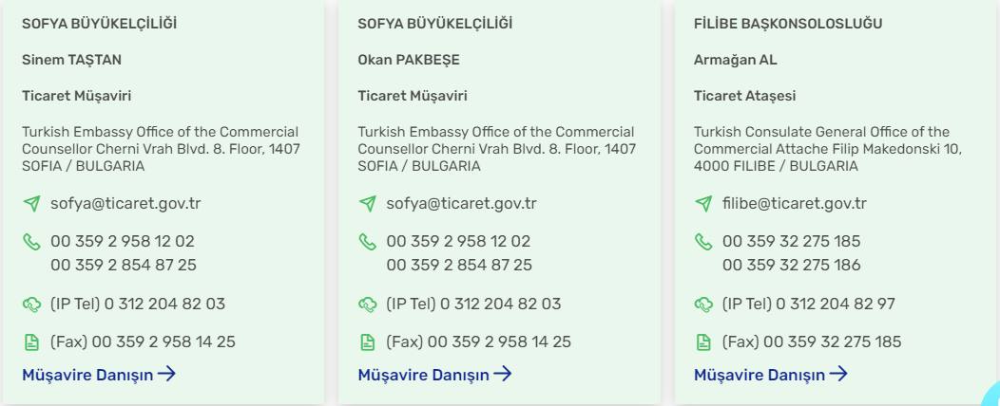 SOFYA BÜYÜKELÇİLİĞİ
Sinem TAŞTAN
Ticaret Müşaviri
Turkish Embassy Office of the Commercial
Counsellor Cherni Vrah Blvd. 8. Floor, 1407
SOFIA / BULGARIA
sofya@ticaret.gov.tr
00 359 2 958 12 02
00 359 2 854 87 25
(IP Tel) 0 312 204 82 03
(Fax) 00 359 2 958 14 25
Müşavire Danışın
SOFYA BÜYÜKELÇİLİĞİ
Okan PAKBEŞE
Ticaret Müşaviri
Turkish Embassy Office of the Commercial
Counsellor Cherni Vrah Blvd. 8. Floor, 1407
SOFIA / BULGARIA
sofya@ticaret.gov.tr
00 359 2 958 12 02
00 359 2 854 87 25
(IP Tel) 0 312 204 82 03
(Fax) 00 359 2 958 14 25
Müşavire Danışın
FİLİBE BAŞKONSOLOSLUĞU
Armağan AL
Ticaret Ataşesi
Turkish Consulate General Office of the
Commercial Attache Filip Makedonski 10,
4000 FILIBE / BULGARIA
filibe@ticaret.gov.tr
00 359 32 275 185
00 359 32 275 186
(IP Tel) 0 312 204 82 97
(Fax) 00 359 32 275 185
Müşavire Danışın